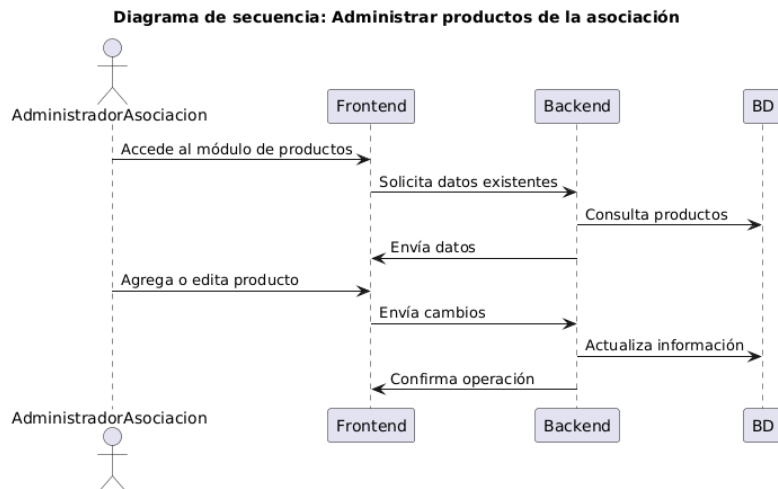 Diagrama de secuencia: Administrar productos de la asociación
AdministradorAsociacion
Frontend
Backend
BD
Accede al módulo de productos
Solicita datos existentes
Consulta productos
Envía datos
Agrega o edita producto
Envía cambios
Actualiza información
Confirma operación
AdministradorAsociacion
Frontend
Backend
BD